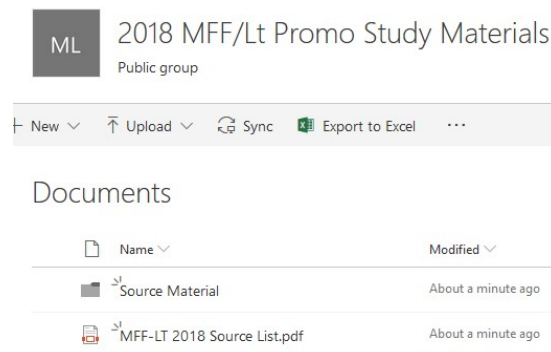 ML
2018 MFF/Lt Promo Study Materials
Public group
+ New Upload Sync Export to Excel ...
Documents
Name Modified
Source Material About a minute ago
MFF-LT 2018 Source List.pdf About a minute ago